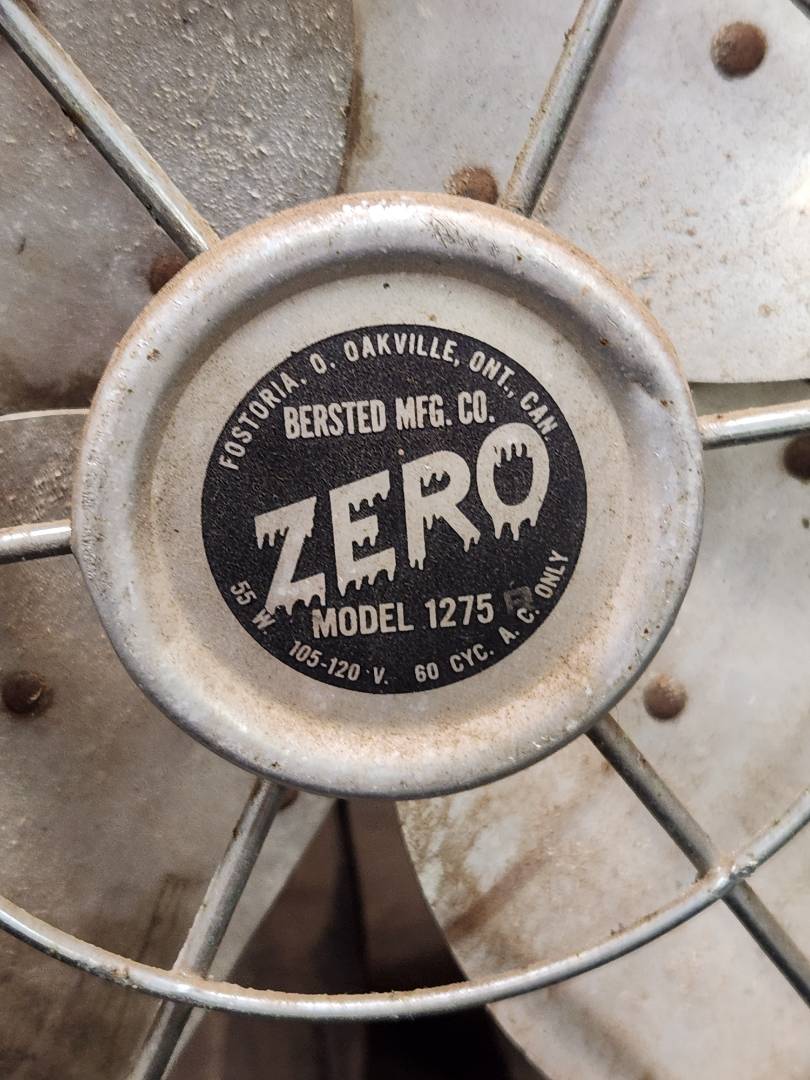 FOSTORIA, O. OAKVILLE, ONT., CAN.
BERSTED MFG. CO.
ZERO
MODEL 1275
55 W. 105-120 V. 60 CYC. A. C. ONLY